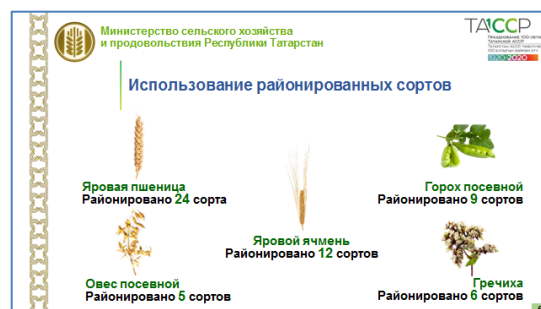 Министерство сельского хозяйства
и продовольствия Республики Татарстан
ТАССР
1920-2020
Использование районированных сортов
Яровая пшеница
Районировано 24 сорта
Горох посевной
Районировано 9 сортов
Яровой ячмень
Районировано 12 сортов
Овес посевной
Районировано 5 сортов
Гречиха
Районировано 6 сортов